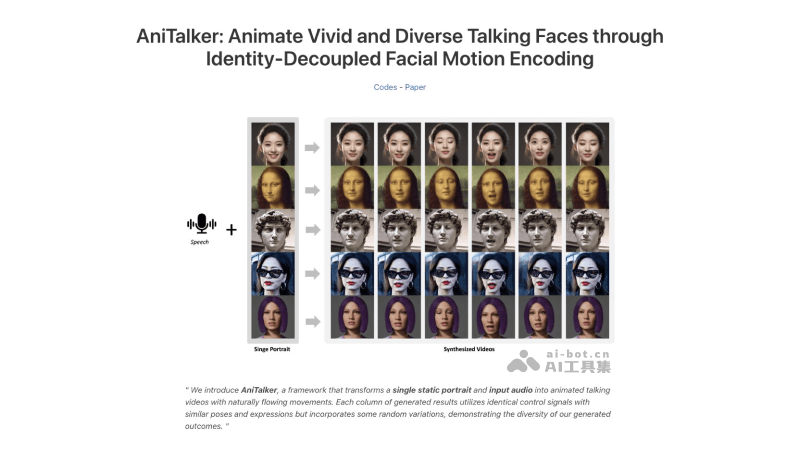 AniTalker: Animate Vivid and Diverse Talking Faces through
Identity-Decoupled Facial Motion Encoding
Codes - Paper
Speech
Singe Portrait
Synthesized Videos
ai-bot.cn
AI工具集
" We introduce AniTalker, a framework that transforms a single static portrait and input audio into animated talking
videos with naturally flowing movements. Each column of generated results utilizes identical control signals with
similar poses and expressions but incorporates some random variations, demonstrating the diversity of our generated
outcomes. "